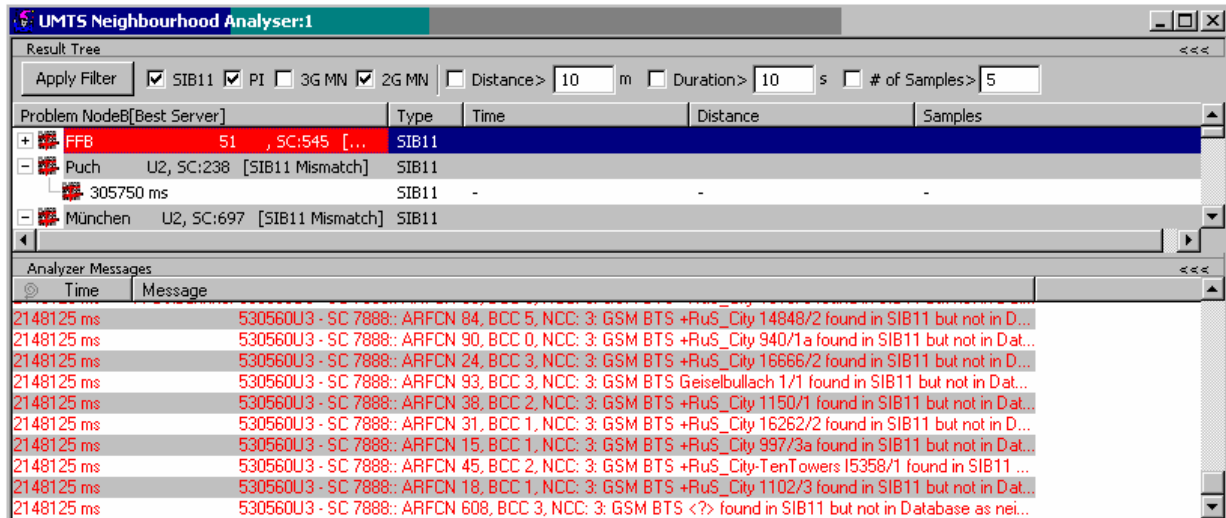 UMTS Neighbourhood Analyser:1
Result Tree <<<
Apply Filter SIB11 PI 3G MN 2G MN Distance> 10 m Duration> 10 s # of Samples> 5
Problem NodeB[Best Server] Type Time Distance Samples
FFB 51 , SC:545 [... SIB11
Puch U2, SC:238 [SIB11 Mismatch] SIB11
305750 ms SIB11 - - -
München U2, SC:697 [SIB11 Mismatch] SIB11
Analyzer Messages <<<
Time Message
2148125 ms 530560U3 - SC 7888:: ARFCN 84, BCC 5, NCC: 3: GSM BTS +RuS_City 14848/2 found in SIB11 but not in D...
2148125 ms 530560U3 - SC 7888:: ARFCN 90, BCC 0, NCC: 3: GSM BTS +RuS_City 940/1a found in SIB11 but not in Dat...
2148125 ms 530560U3 - SC 7888:: ARFCN 24, BCC 3, NCC: 3: GSM BTS +RuS_City 16666/2 found in SIB11 but not in D...
2148125 ms 530560U3 - SC 7888:: ARFCN 93, BCC 3, NCC: 3: GSM BTS Geiselbullach 1/1 found in SIB11 but not in Dat...
2148125 ms 530560U3 - SC 7888:: ARFCN 38, BCC 2, NCC: 3: GSM BTS +RuS_City 1150/1 found in SIB11 but not in Dat...
2148125 ms 530560U3 - SC 7888:: ARFCN 31, BCC 1, NCC: 3: GSM BTS +RuS_City 16262/2 found in SIB11 but not in D...
2148125 ms 530560U3 - SC 7888:: ARFCN 15, BCC 1, NCC: 3: GSM BTS +RuS_City 997/3a found in SIB11 but not in Dat...
2148125 ms 530560U3 - SC 7888:: ARFCN 45, BCC 2, NCC: 3: GSM BTS +RuS_City-TenTowers I5358/1 found in SIB11 ...
2148125 ms 530560U3 - SC 7888:: ARFCN 18, BCC 1, NCC: 3: GSM BTS +RuS_City 1102/3 found in SIB11 but not in Dat...
2148125 ms 530560U3 - SC 7888:: ARFCN 608, BCC 3, NCC: 3: GSM BTS <?> found in SIB11 but not in Database as nei...